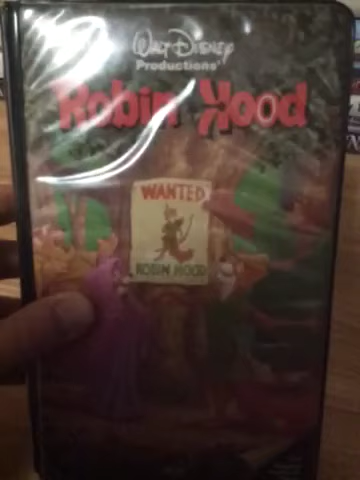 Walt Disney
Productions'
Robin Hood
WANTED
ROBIN HOOD